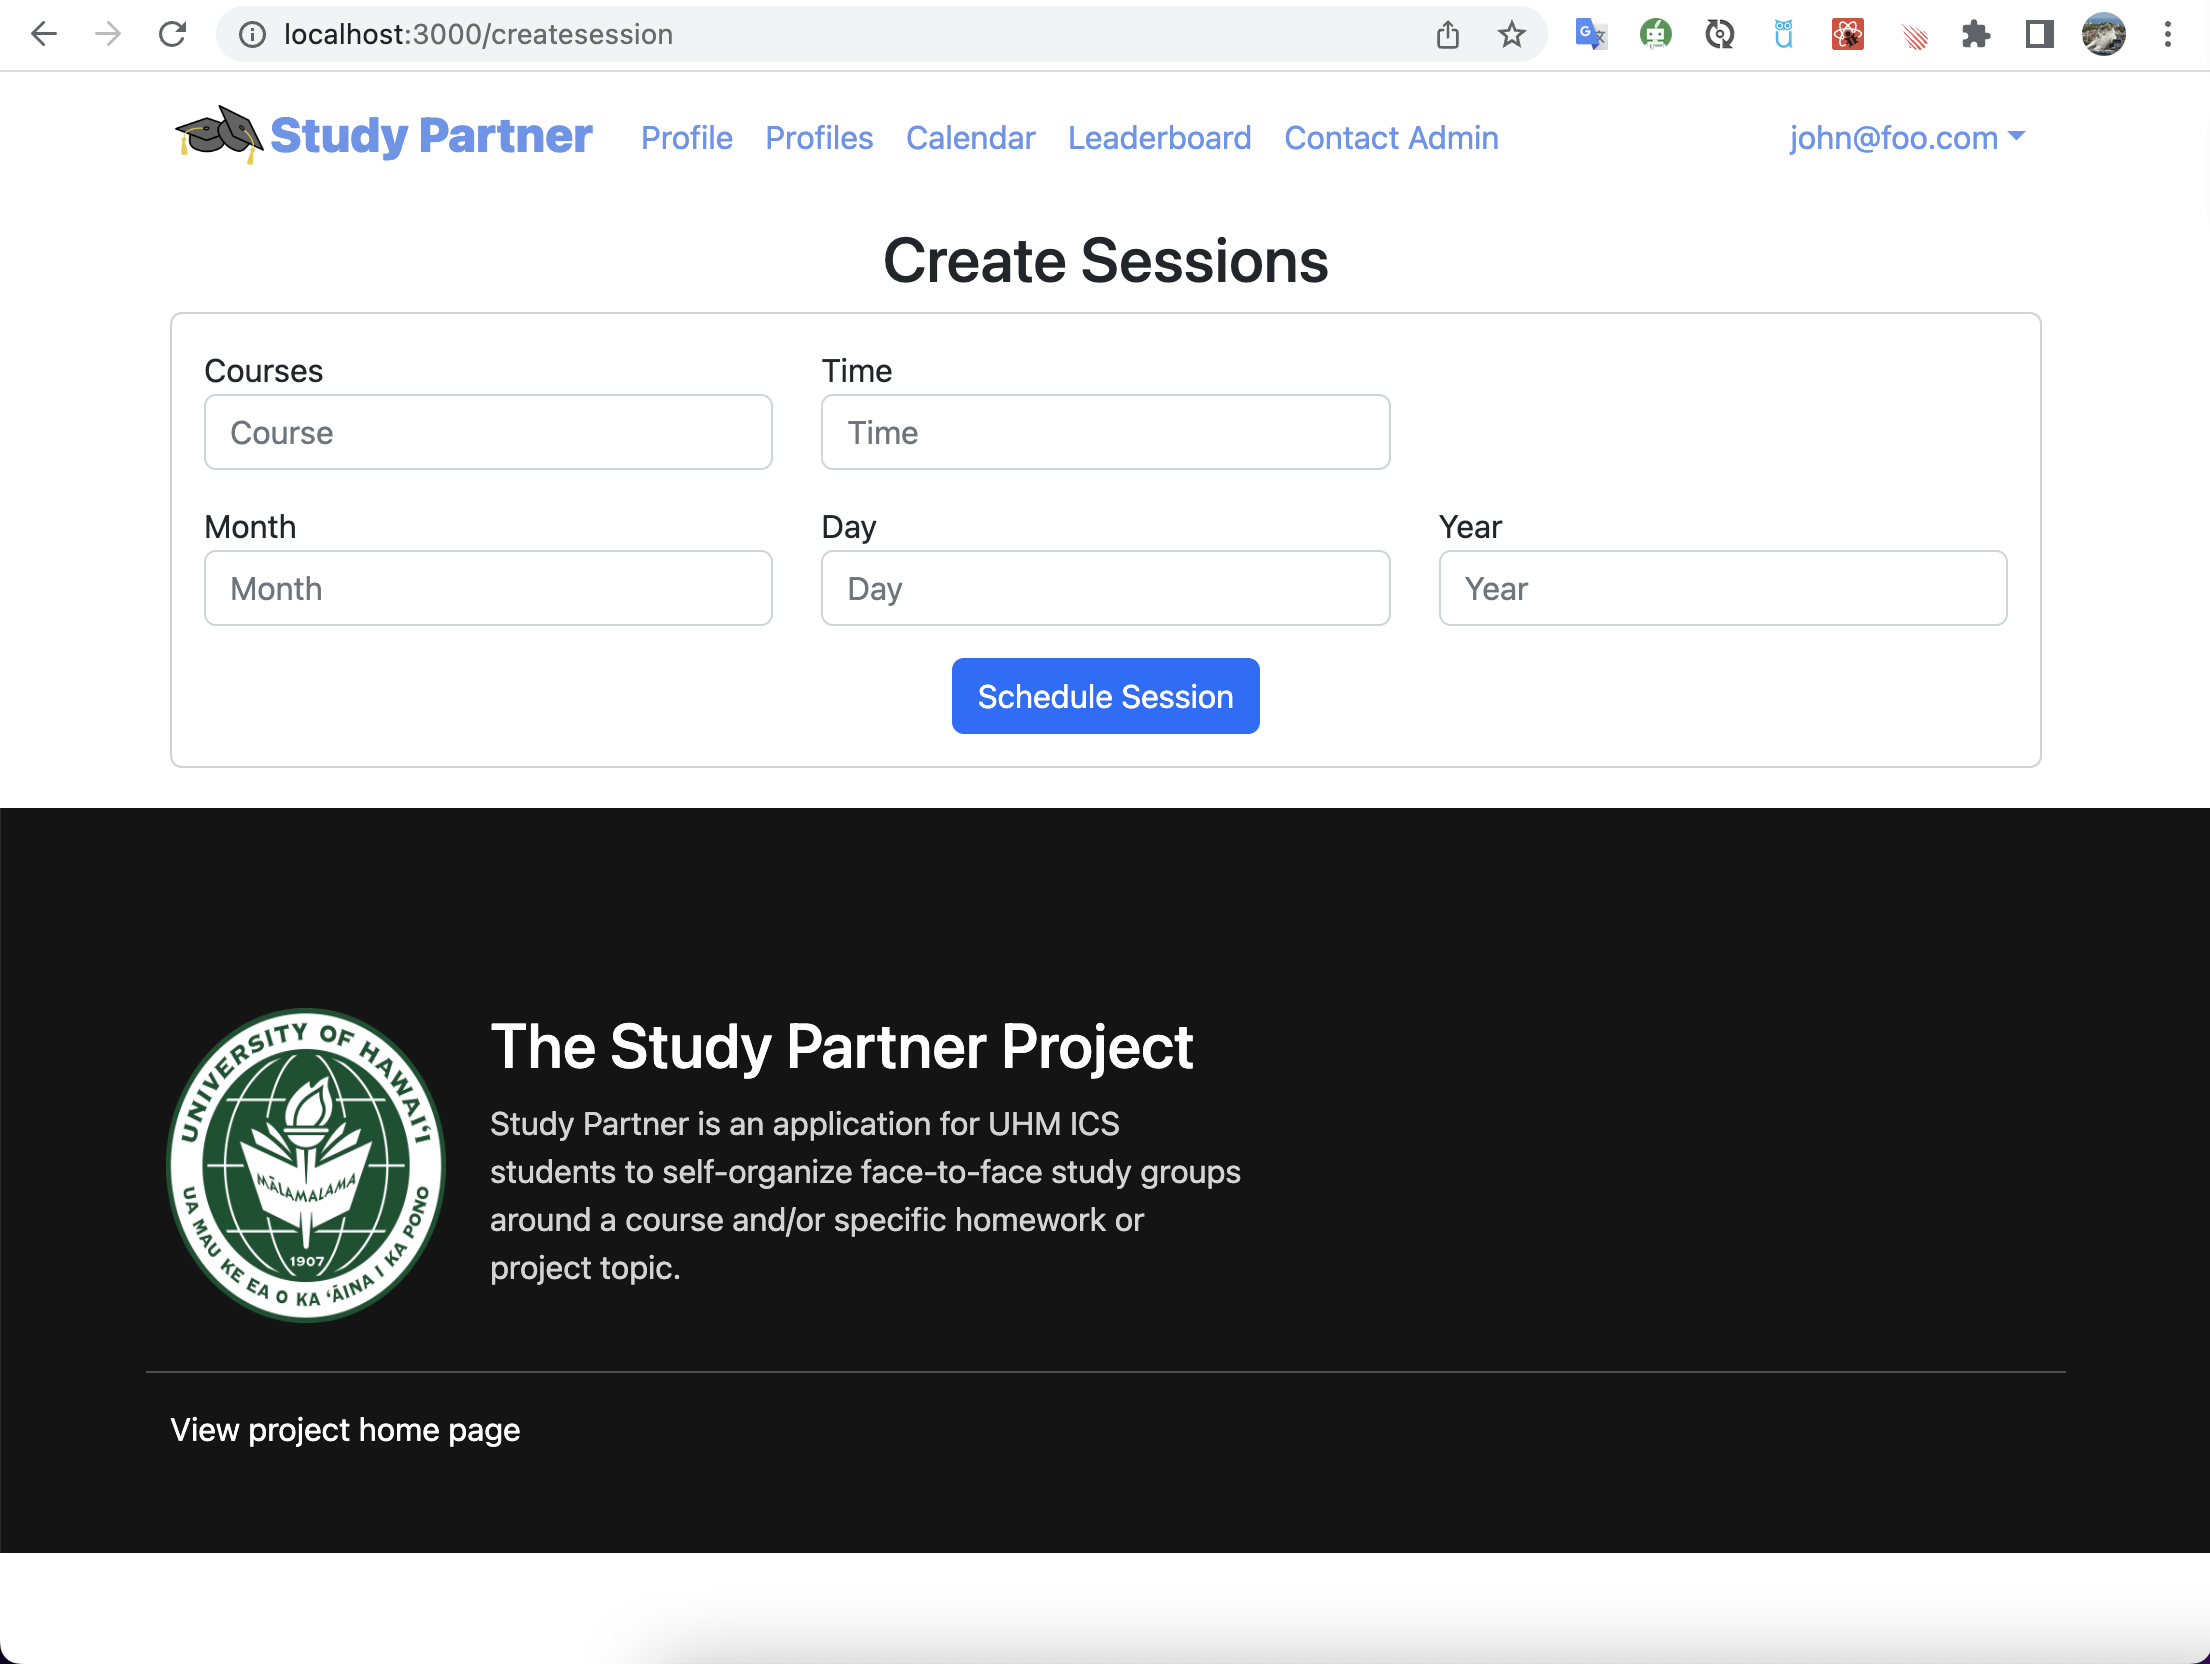 localhost:3000/createsession
Study Partner Profile Profiles Calendar Leaderboard Contact Admin john@foo.com
Create Sessions
Courses Time
Course Time
Month Day Year
Month Day Year
Schedule Session
UNIVERSITY OF HAWAIʻI
MĀLAMALAMA
1907
UA MAU KE EA O KA ʻĀINA I KA PONO
The Study Partner Project
Study Partner is an application for UHM ICS
students to self-organize face-to-face study groups
around a course and/or specific homework or
project topic.
View project home page